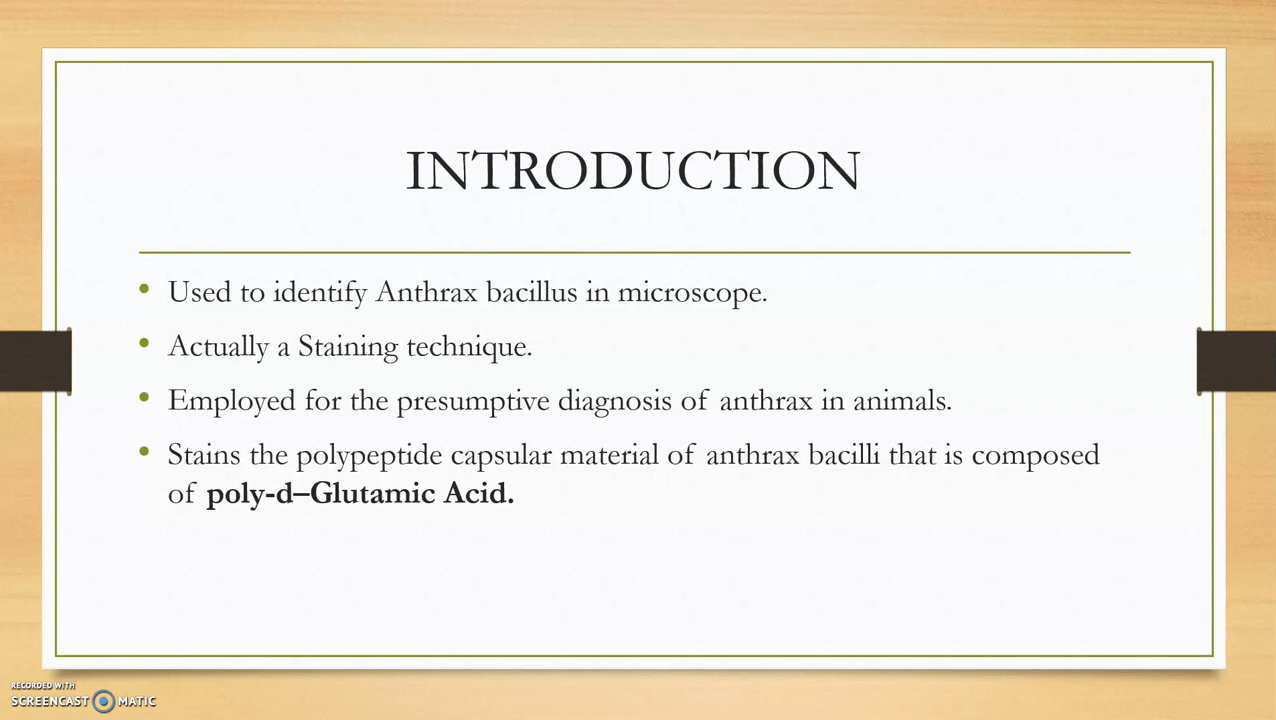 INTRODUCTION
• Used to identify Anthrax bacillus in microscope.
• Actually a Staining technique.
• Employed for the presumptive diagnosis of anthrax in animals.
• Stains the polypeptide capsular material of anthrax bacilli that is composed
of poly-d–Glutamic Acid.
RECORDED WITH
SCREENCAST MATIC